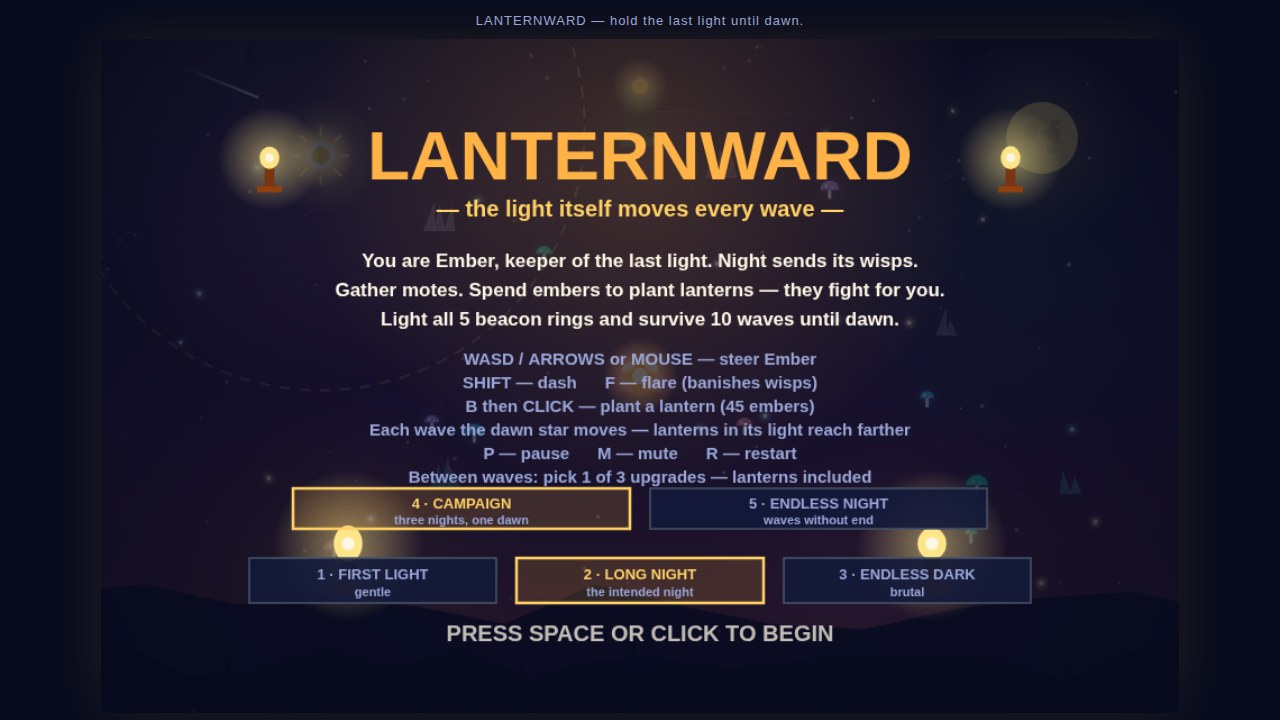 LANTERNWARD — hold the last light until dawn.
LANTERNWARD
— the light itself moves every wave —
You are Ember, keeper of the last light. Night sends its wisps.
Gather motes. Spend embers to plant lanterns — they fight for you.
Light all 5 beacon rings and survive 10 waves until dawn.
WASD / ARROWS or MOUSE — steer Ember
SHIFT — dash F — flare (banishes wisps)
B then CLICK — plant a lantern (45 embers)
Each wave the dawn star moves — lanterns in its light reach farther
P — pause M — mute R — restart
Between waves: pick 1 of 3 upgrades — lanterns included
4 · CAMPAIGN
three nights, one dawn
5 · ENDLESS NIGHT
waves without end
1 · FIRST LIGHT
gentle
2 · LONG NIGHT
the intended night
3 · ENDLESS DARK
brutal
PRESS SPACE OR CLICK TO BEGIN